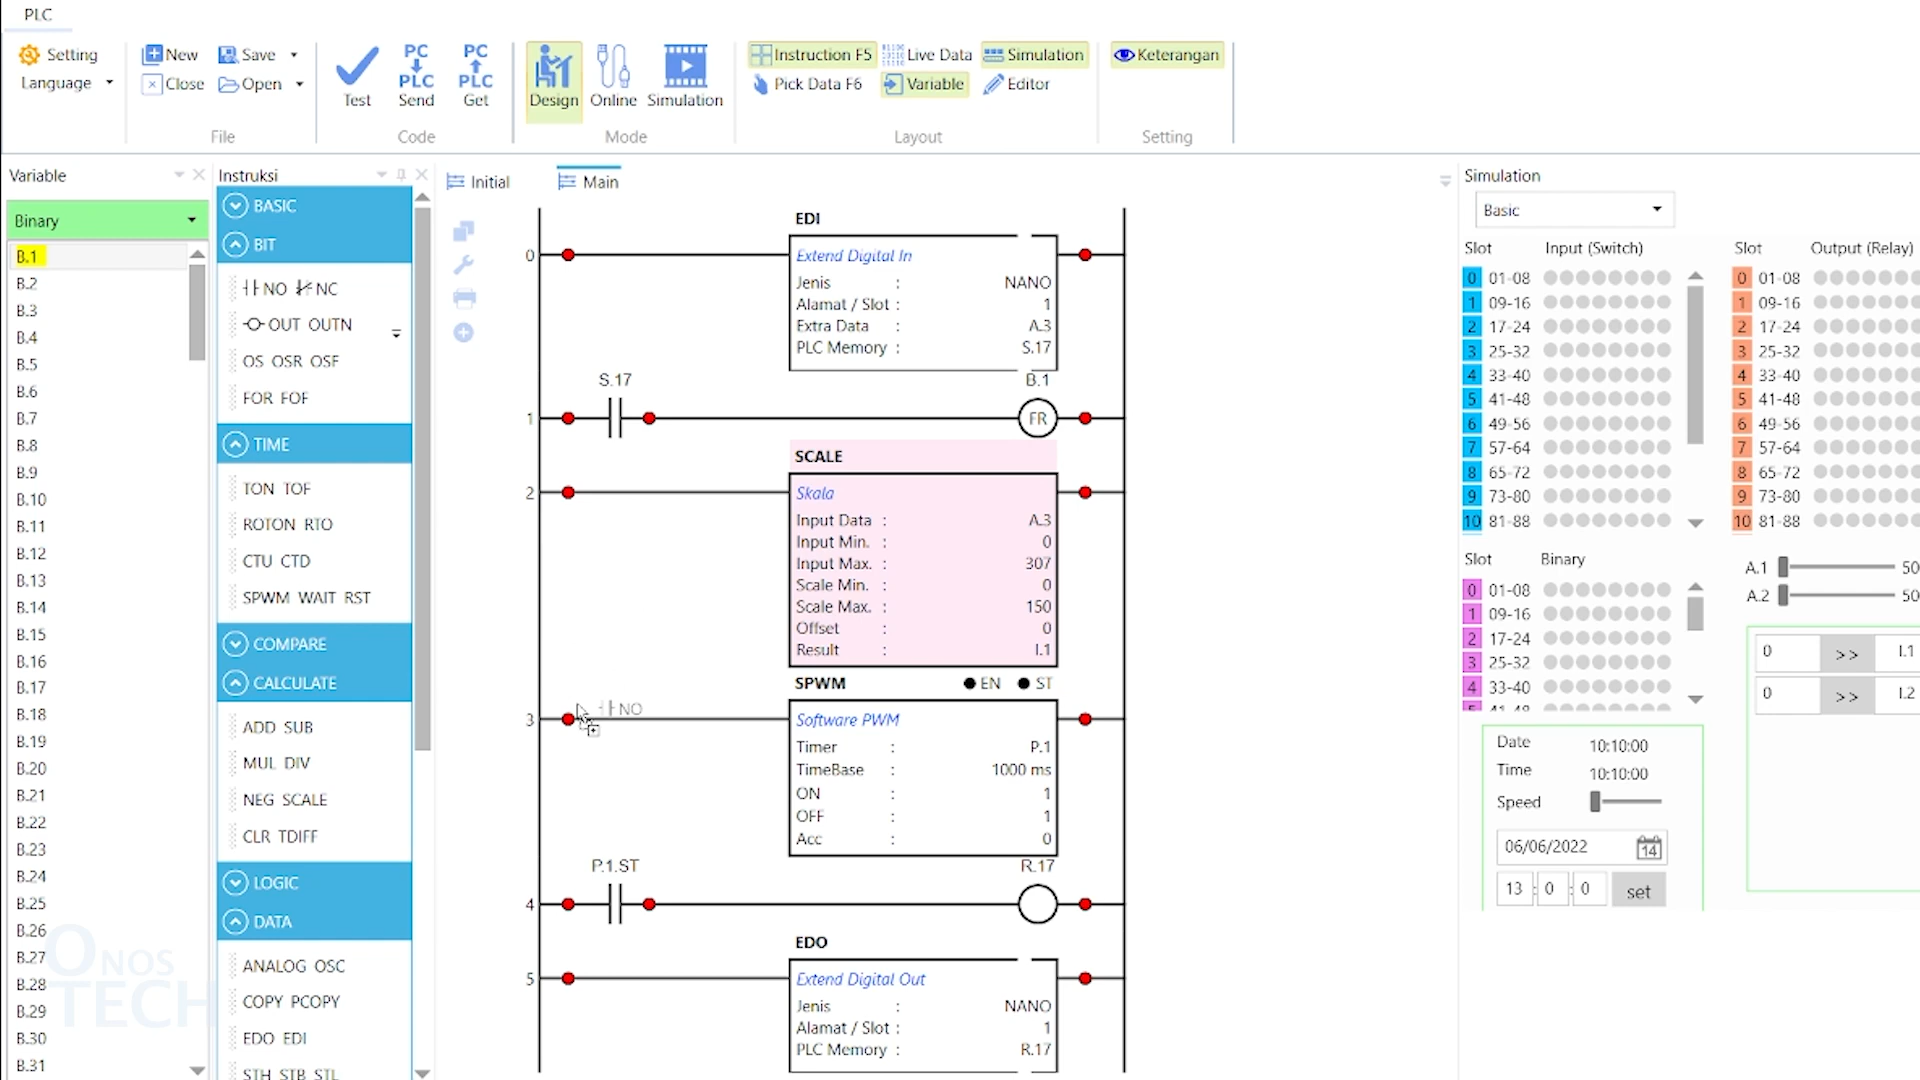 PLC
Setting
Language
New
Close
Save
Open
File
Test
PC
PLC
Send
PC
PLC
Get
Code
Design
Online
Simulation
Mode
Instruction F5
Live Data
Simulation
Pick Data F6
Variable
Editor
Layout
Keterangan
Setting
Variable
Binary
B.1
B.2
B.3
B.4
B.5
B.6
B.7
B.8
B.9
B.10
B.11
B.12
B.13
B.14
B.15
B.16
B.17
B.18
B.19
B.20
B.21
B.22
B.23
B.24
B.25
B.26
B.27
B.28
B.29
B.30
B.31
ONOS
TECH
Instruksi
BASIC
BIT
NO NC
OUT OUTN
OS OSR OSF
FOR FOF
TIME
TON TOF
ROTON RTO
CTU CTD
SPWM WAIT RST
COMPARE
CALCULATE
ADD SUB
MUL DIV
NEG SCALE
CLR TDIFF
LOGIC
DATA
ANALOG OSC
COPY PCOPY
EDO EDI
STH STB STL
Initial
Main
EDI
0
Extend Digital In
Jenis : NANO
Alamat / Slot : 1
Extra Data : A.3
PLC Memory : S.17
S.17
B.1
1
FR
SCALE
2
Skala
Input Data : A.3
Input Min. : 0
Input Max. : 307
Scale Min. : 0
Scale Max. : 150
Offset : 0
Result : I.1
SPWM EN ST
NO
3
Software PWM
Timer : P.1
TimeBase : 1000 ms
ON : 1
OFF : 1
Acc : 0
P.1.ST
R.17
4
EDO
5
Extend Digital Out
Jenis : NANO
Alamat / Slot : 1
PLC Memory : R.17
Simulation
Basic
Slot Input (Switch)
0 01-08
1 09-16
2 17-24
3 25-32
4 33-40
5 41-48
6 49-56
7 57-64
8 65-72
9 73-80
10 81-88
Slot Output (Relay)
0 01-08
1 09-16
2 17-24
3 25-32
4 33-40
5 41-48
6 49-56
7 57-64
8 65-72
9 73-80
10 81-88
Slot Binary
0 01-08
1 09-16
2 17-24
3 25-32
4 33-40
5 41-48
A.1 50
A.2 50
0 >> I.1
0 >> I.2
Date 10:10:00
Time 10:10:00
Speed
06/06/2022 14
13 : 0 : 0 set